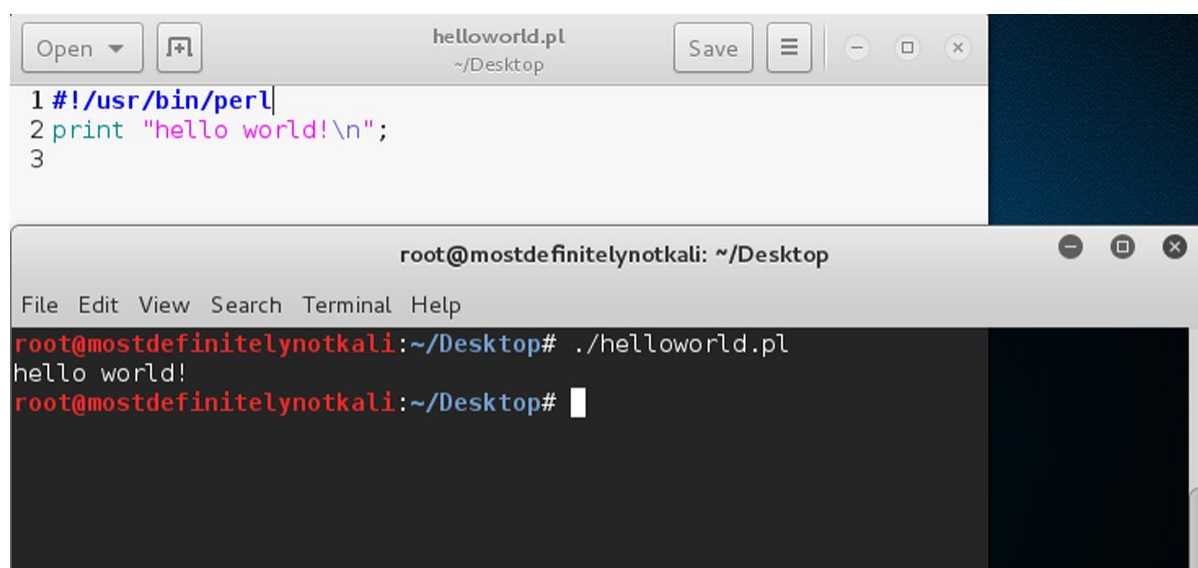 Open
helloworld.pl
~/Desktop
Save
1 #!/usr/bin/perl
2 print "hello world!\n";
3
root@mostdefinitelynotkali: ~/Desktop
File Edit View Search Terminal Help
root@mostdefinitelynotkali:~/Desktop# ./helloworld.pl
hello world!
root@mostdefinitelynotkali:~/Desktop#